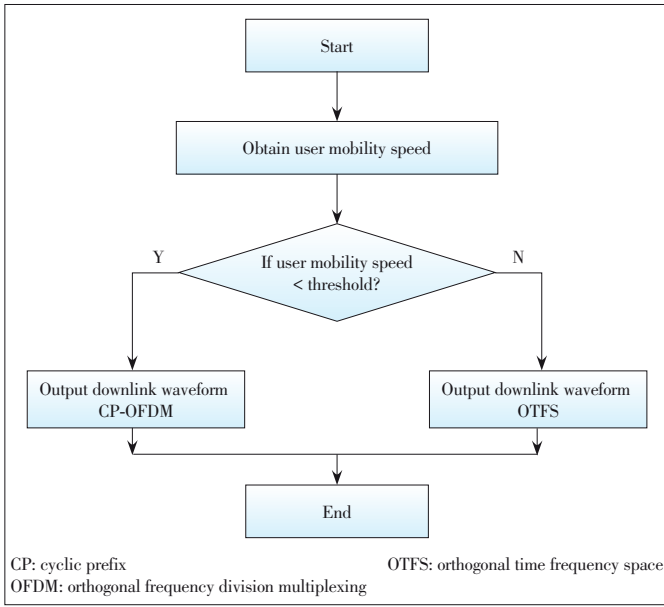 Start
Obtain user mobility speed
If user mobility speed
< threshold?
Y
N
Output downlink waveform
CP-OFDM
Output downlink waveform
OTFS
End
CP: cyclic prefix
OTFS: orthogonal time frequency space
OFDM: orthogonal frequency division multiplexing